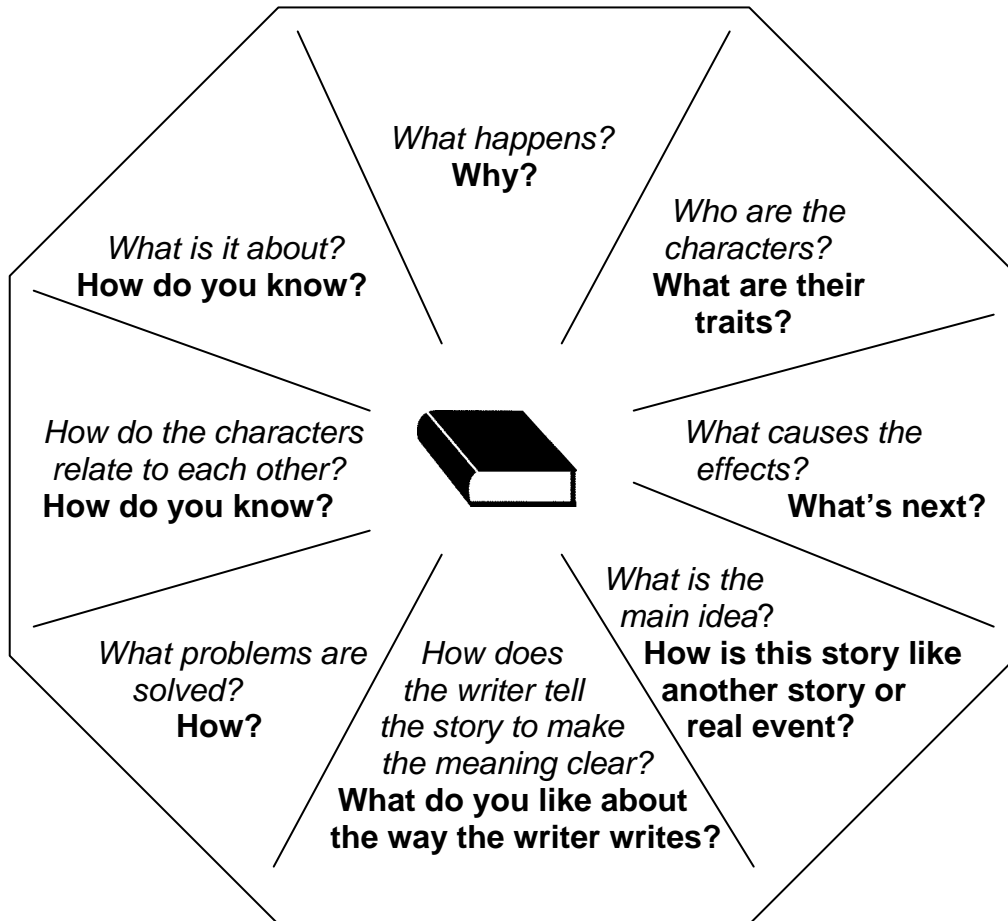 What happens?
Why?
Who are the
characters?
What are their
traits?
What causes the
effects?
What's next?
What is the
main idea?
How is this story like
another story or
real event?
How does
the writer tell
the story to make
the meaning clear?
What do you like about
the way the writer writes?
What problems are
solved?
How?
How do the characters
relate to each other?
How do you know?
What is it about?
How do you know?